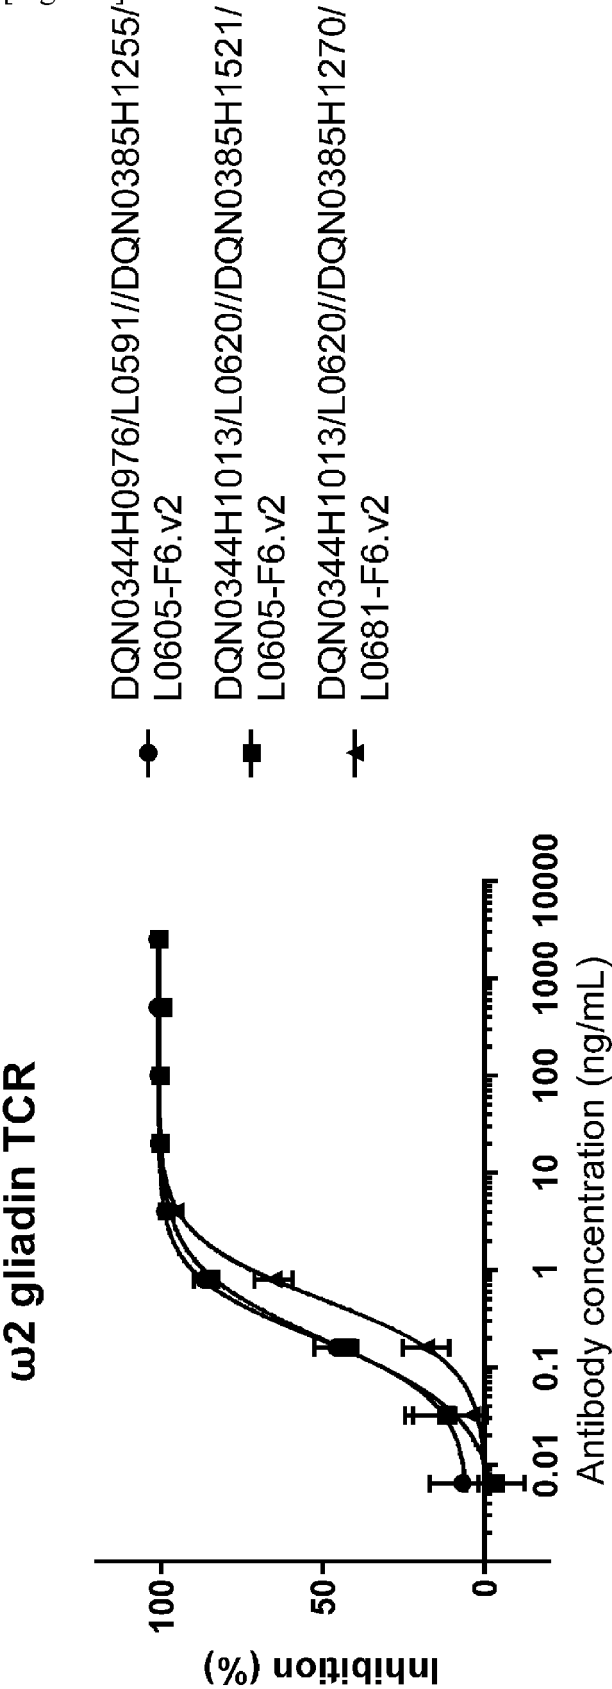 ω2 gliadin TCR
Inhibition (%)
100
50
0
0.01 0.1 1 10 100 1000 10000
Antibody concentration (ng/mL)
DQN0344H0976/L0591//DQN0385H1255/
L0605-F6.v2
DQN0344H1013/L0620//DQN0385H1521/
L0605-F6.v2
DQN0344H1013/L0620//DQN0385H1270/
L0681-F6.v2